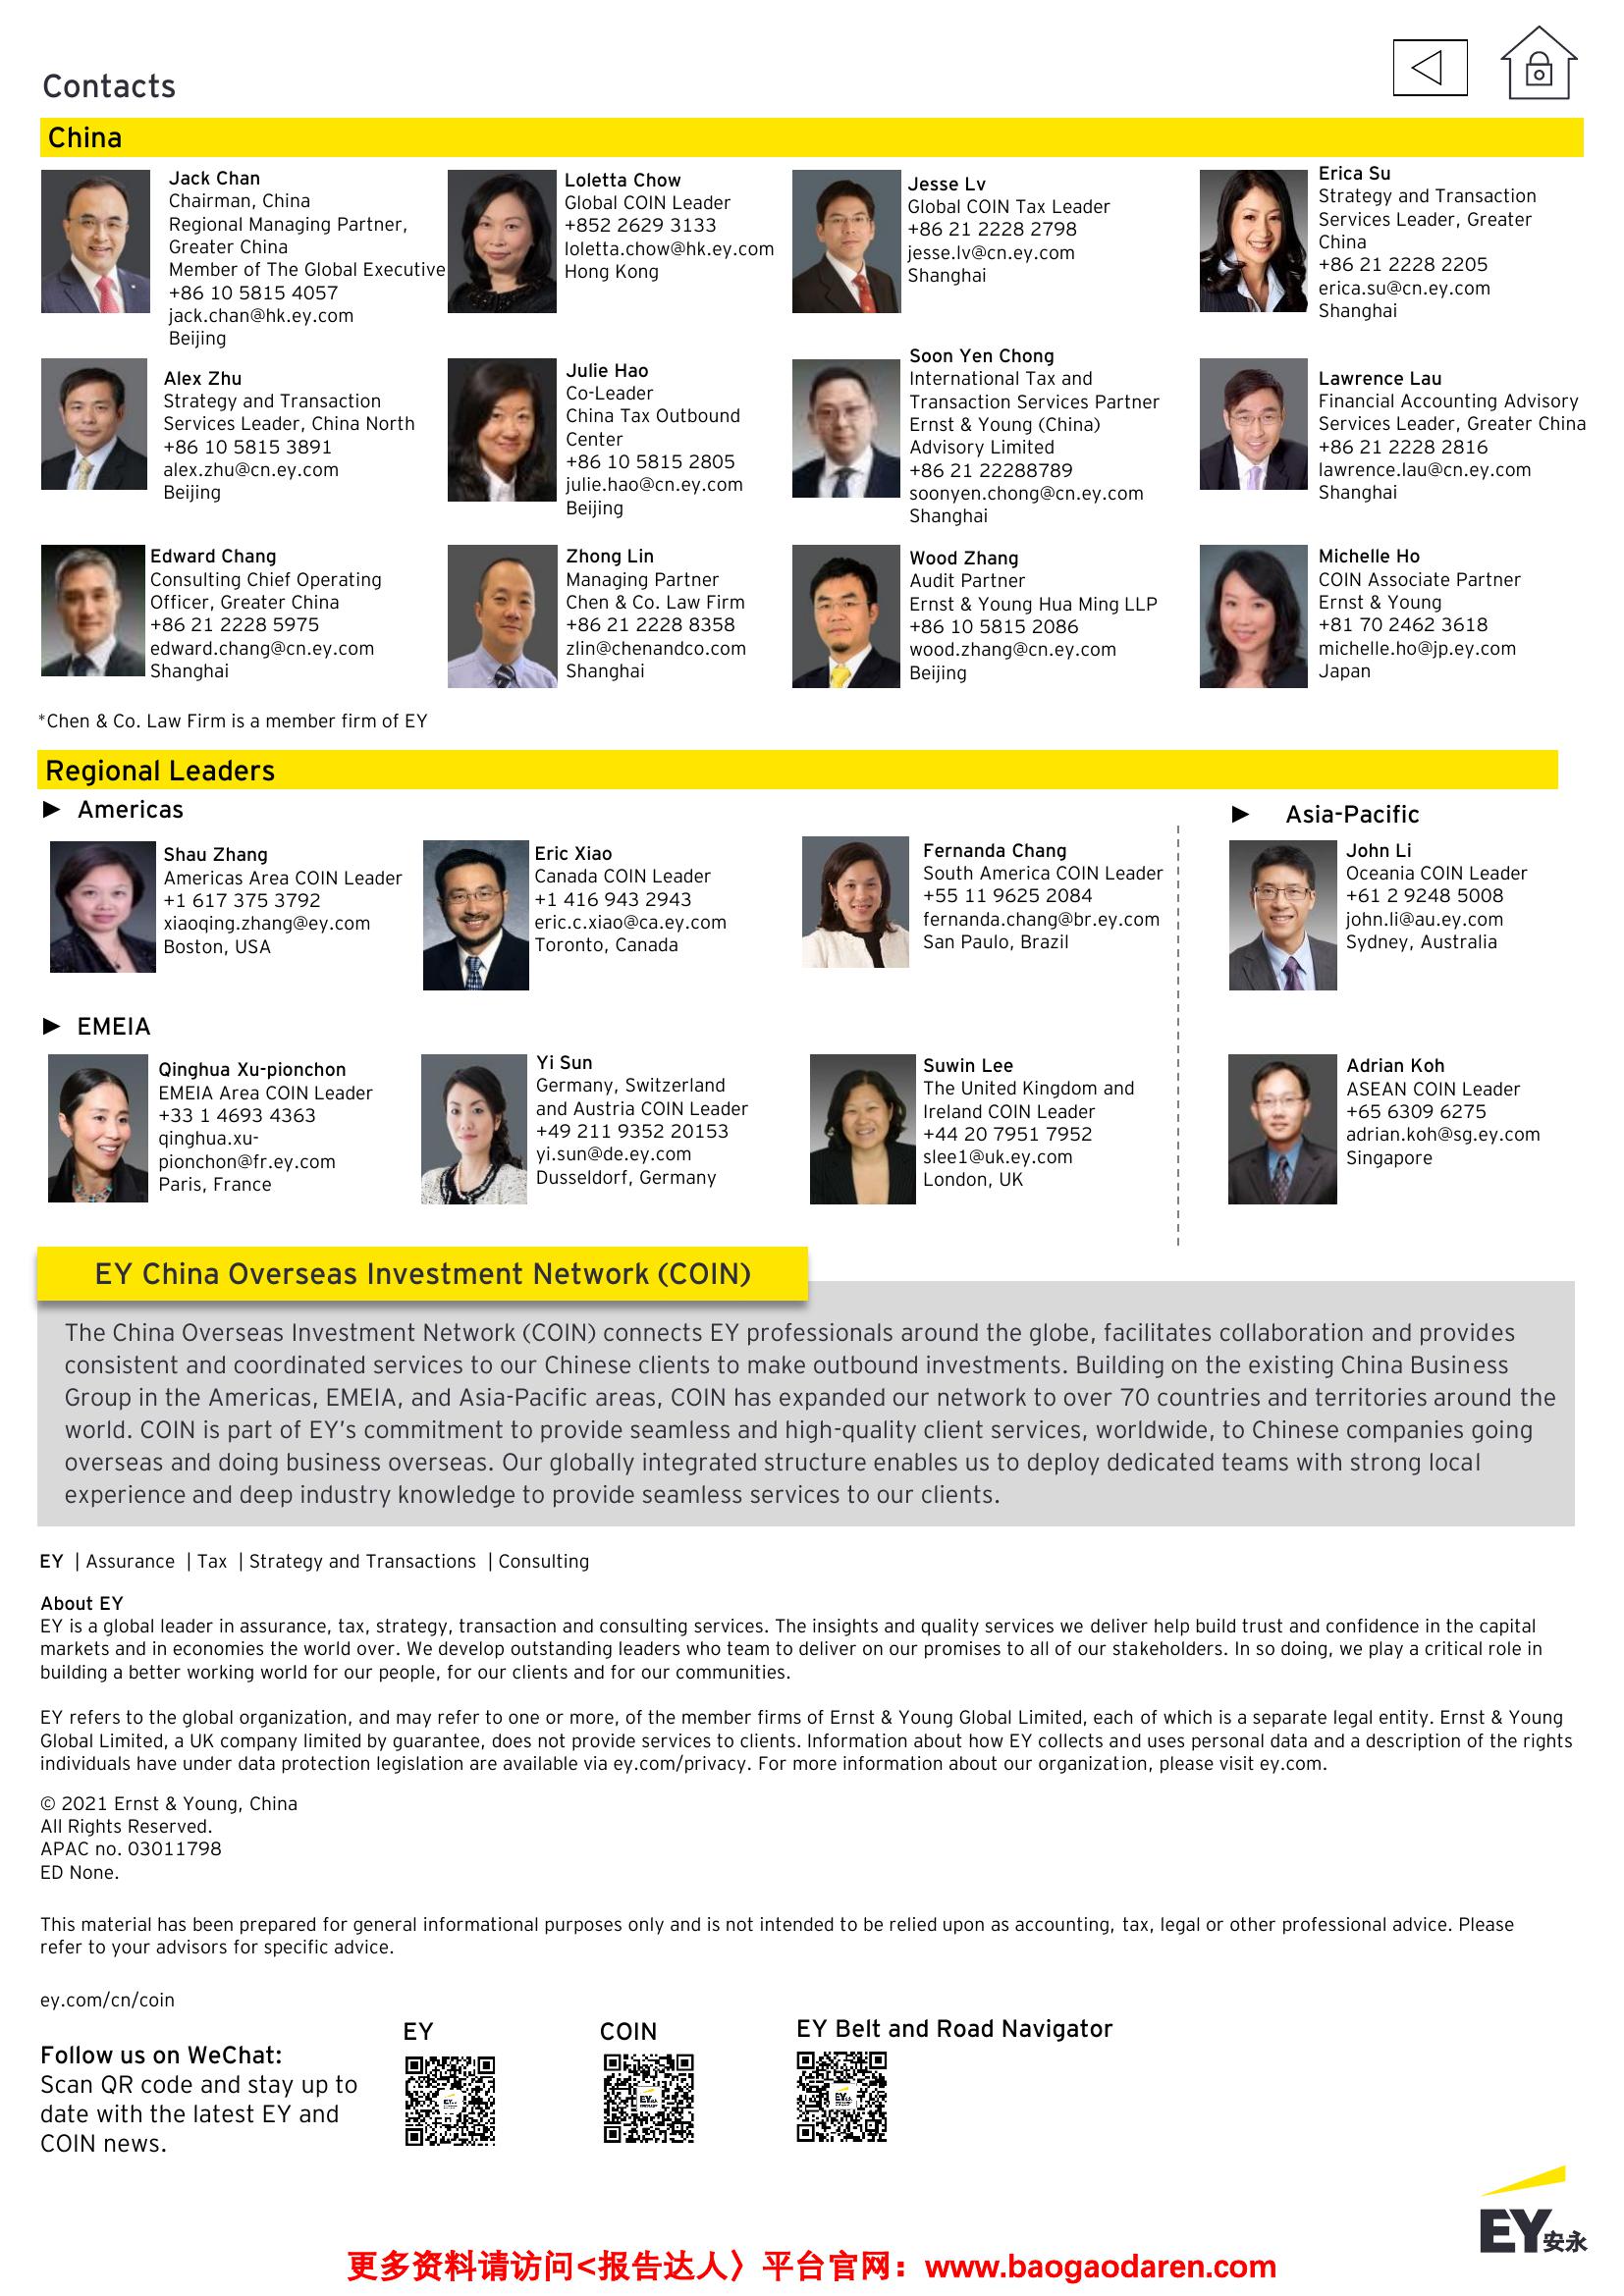 Contacts
China
Jack Chan
Chairman, China
Regional Managing Partner,
Greater China
Member of The Global Executive
+86 10 5815 4057
jack.chan@hk.ey.com
Beijing
Loletta Chow
Global COIN Leader
+852 2629 3133
loletta.chow@hk.ey.com
Hong Kong
Jesse Lv
Global COIN Tax Leader
+86 21 2228 2798
jesse.lv@cn.ey.com
Shanghai
Erica Su
Strategy and Transaction
Services Leader, Greater
China
+86 21 2228 2205
erica.su@cn.ey.com
Shanghai
Alex Zhu
Strategy and Transaction
Services Leader, China North
+86 10 5815 3891
alex.zhu@cn.ey.com
Beijing
Julie Hao
Co-Leader
China Tax Outbound
Center
+86 10 5815 2805
julie.hao@cn.ey.com
Beijing
Soon Yen Chong
International Tax and
Transaction Services Partner
Ernst & Young (China)
Advisory Limited
+86 21 22288789
soonyen.chong@cn.ey.com
Shanghai
Lawrence Lau
Financial Accounting Advisory
Services Leader, Greater China
+86 21 2228 2816
lawrence.lau@cn.ey.com
Shanghai
Edward Chang
Consulting Chief Operating
Officer, Greater China
+86 21 2228 5975
edward.chang@cn.ey.com
Shanghai
Zhong Lin
Managing Partner
Chen & Co. Law Firm
+86 21 2228 8358
zlin@chenandco.com
Shanghai
Wood Zhang
Audit Partner
Ernst & Young Hua Ming LLP
+86 10 5815 2086
wood.zhang@cn.ey.com
Beijing
Michelle Ho
COIN Associate Partner
Ernst & Young
+81 70 2462 3618
michelle.ho@jp.ey.com
Japan
*Chen & Co. Law Firm is a member firm of EY
Regional Leaders
► Americas
Shau Zhang
Americas Area COIN Leader
+1 617 375 3792
xiaoqing.zhang@ey.com
Boston, USA
Eric Xiao
Canada COIN Leader
+1 416 943 2943
eric.c.xiao@ca.ey.com
Toronto, Canada
Fernanda Chang
South America COIN Leader
+55 11 9625 2084
fernanda.chang@br.ey.com
San Paulo, Brazil
► Asia-Pacific
John Li
Oceania COIN Leader
+61 2 9248 5008
john.li@au.ey.com
Sydney, Australia
► EMEIA
Qinghua Xu-pionchon
EMEIA Area COIN Leader
+33 1 4693 4363
qinghua.xu-
pionchon@fr.ey.com
Paris, France
Yi Sun
Germany, Switzerland
and Austria COIN Leader
+49 211 9352 20153
yi.sun@de.ey.com
Dusseldorf, Germany
Suwin Lee
The United Kingdom and
Ireland COIN Leader
+44 20 7951 7952
slee1@uk.ey.com
London, UK
Adrian Koh
ASEAN COIN Leader
+65 6309 6275
adrian.koh@sg.ey.com
Singapore
EY China Overseas Investment Network (COIN)
The China Overseas Investment Network (COIN) connects EY professionals around the globe, facilitates collaboration and provides
consistent and coordinated services to our Chinese clients to make outbound investments. Building on the existing China Business
Group in the Americas, EMEIA, and Asia-Pacific areas, COIN has expanded our network to over 70 countries and territories around the
world. COIN is part of EY's commitment to provide seamless and high-quality client services, worldwide, to Chinese companies going
overseas and doing business overseas. Our globally integrated structure enables us to deploy dedicated teams with strong local
experience and deep industry knowledge to provide seamless services to our clients.
EY | Assurance | Tax | Strategy and Transactions | Consulting
About EY
EY is a global leader in assurance, tax, strategy, transaction and consulting services. The insights and quality services we deliver help build trust and confidence in the capital
markets and in economies the world over. We develop outstanding leaders who team to deliver on our promises to all of our stakeholders. In so doing, we play a critical role in
building a better working world for our people, for our clients and for our communities.
EY refers to the global organization, and may refer to one or more, of the member firms of Ernst & Young Global Limited, each of which is a separate legal entity. Ernst & Young
Global Limited, a UK company limited by guarantee, does not provide services to clients. Information about how EY collects and uses personal data and a description of the rights
individuals have under data protection legislation are available via ey.com/privacy. For more information about our organization, please visit ey.com.
© 2021 Ernst & Young, China
All Rights Reserved.
APAC no. 03011798
ED None.
This material has been prepared for general informational purposes only and is not intended to be relied upon as accounting, tax, legal or other professional advice. Please
refer to your advisors for specific advice.
ey.com/cn/coin
Follow us on WeChat:
Scan QR code and stay up to
date with the latest EY and
COIN news.
EY
COIN
EY Belt and Road Navigator
EY安永
更多资料请访问<报告达人〉平台官网：www.baogaodaren.com